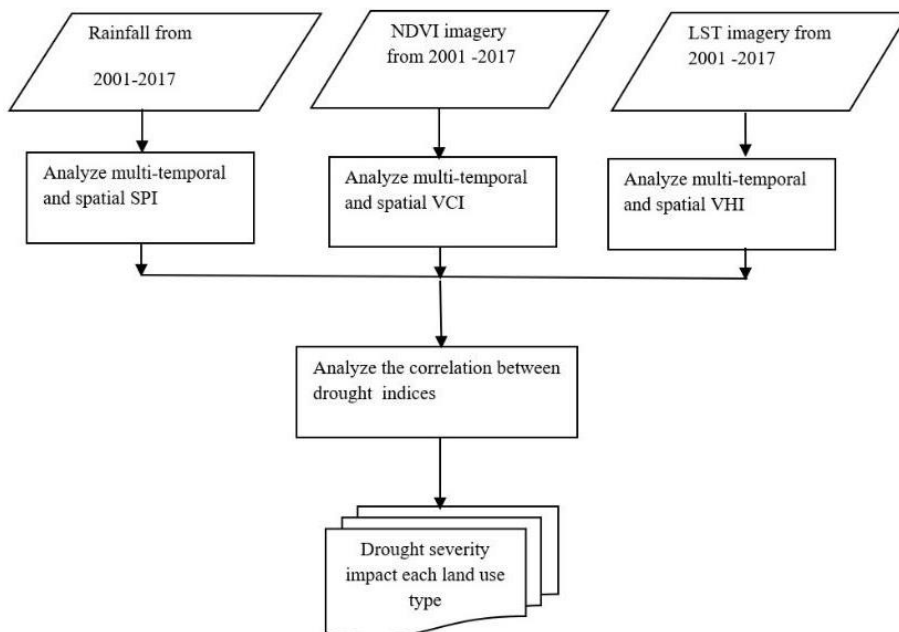 Rainfall from
2001-2017
NDVI imagery
from 2001 -2017
LST imagery from
2001 -2017
Analyze multi-temporal
and spatial SPI
Analyze multi-temporal
and spatial VCI
Analyze multi-temporal
and spatial VHI
Analyze the correlation between
drought indices
Drought severity
impact each land use
type